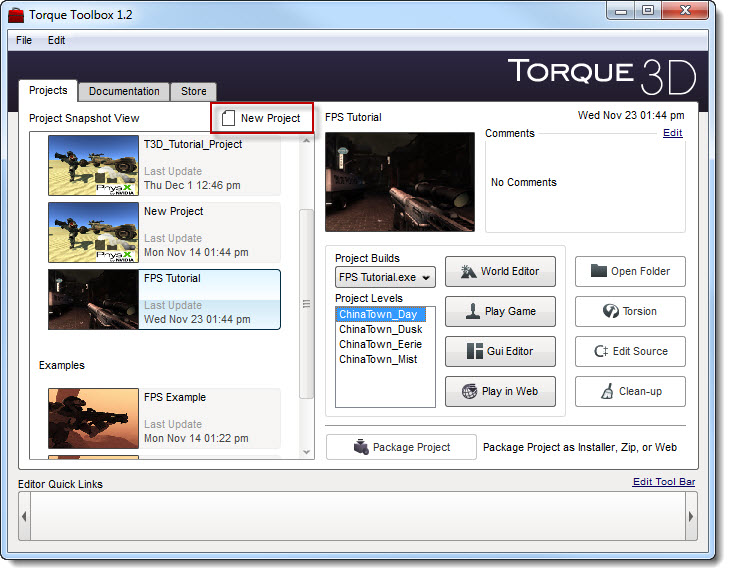 Torque Toolbox 1.2
File Edit
TORQUE 3D
Projects Documentation Store
Project Snapshot View
New Project
T3D_Tutorial_Project
Last Update
Thu Dec 1 12:46 pm
New Project
Last Update
Mon Nov 14 01:44 pm
FPS Tutorial
Last Update
Wed Nov 23 01:44 pm
Examples
FPS Example
Last Update
Mon Nov 14 01:22 pm
FPS Tutorial
Wed Nov 23 01:44 pm
Comments
Edit
No Comments
Project Builds
FPS Tutorial.exe
Project Levels
ChinaTown_Day
ChinaTown_Dusk
ChinaTown_Eerie
ChinaTown_Mist
World Editor
Play Game
Gui Editor
Play in Web
Open Folder
Torsion
Edit Source
Clean-up
Package Project
Package Project as Installer, Zip, or Web
Editor Quick Links
Edit Tool Bar